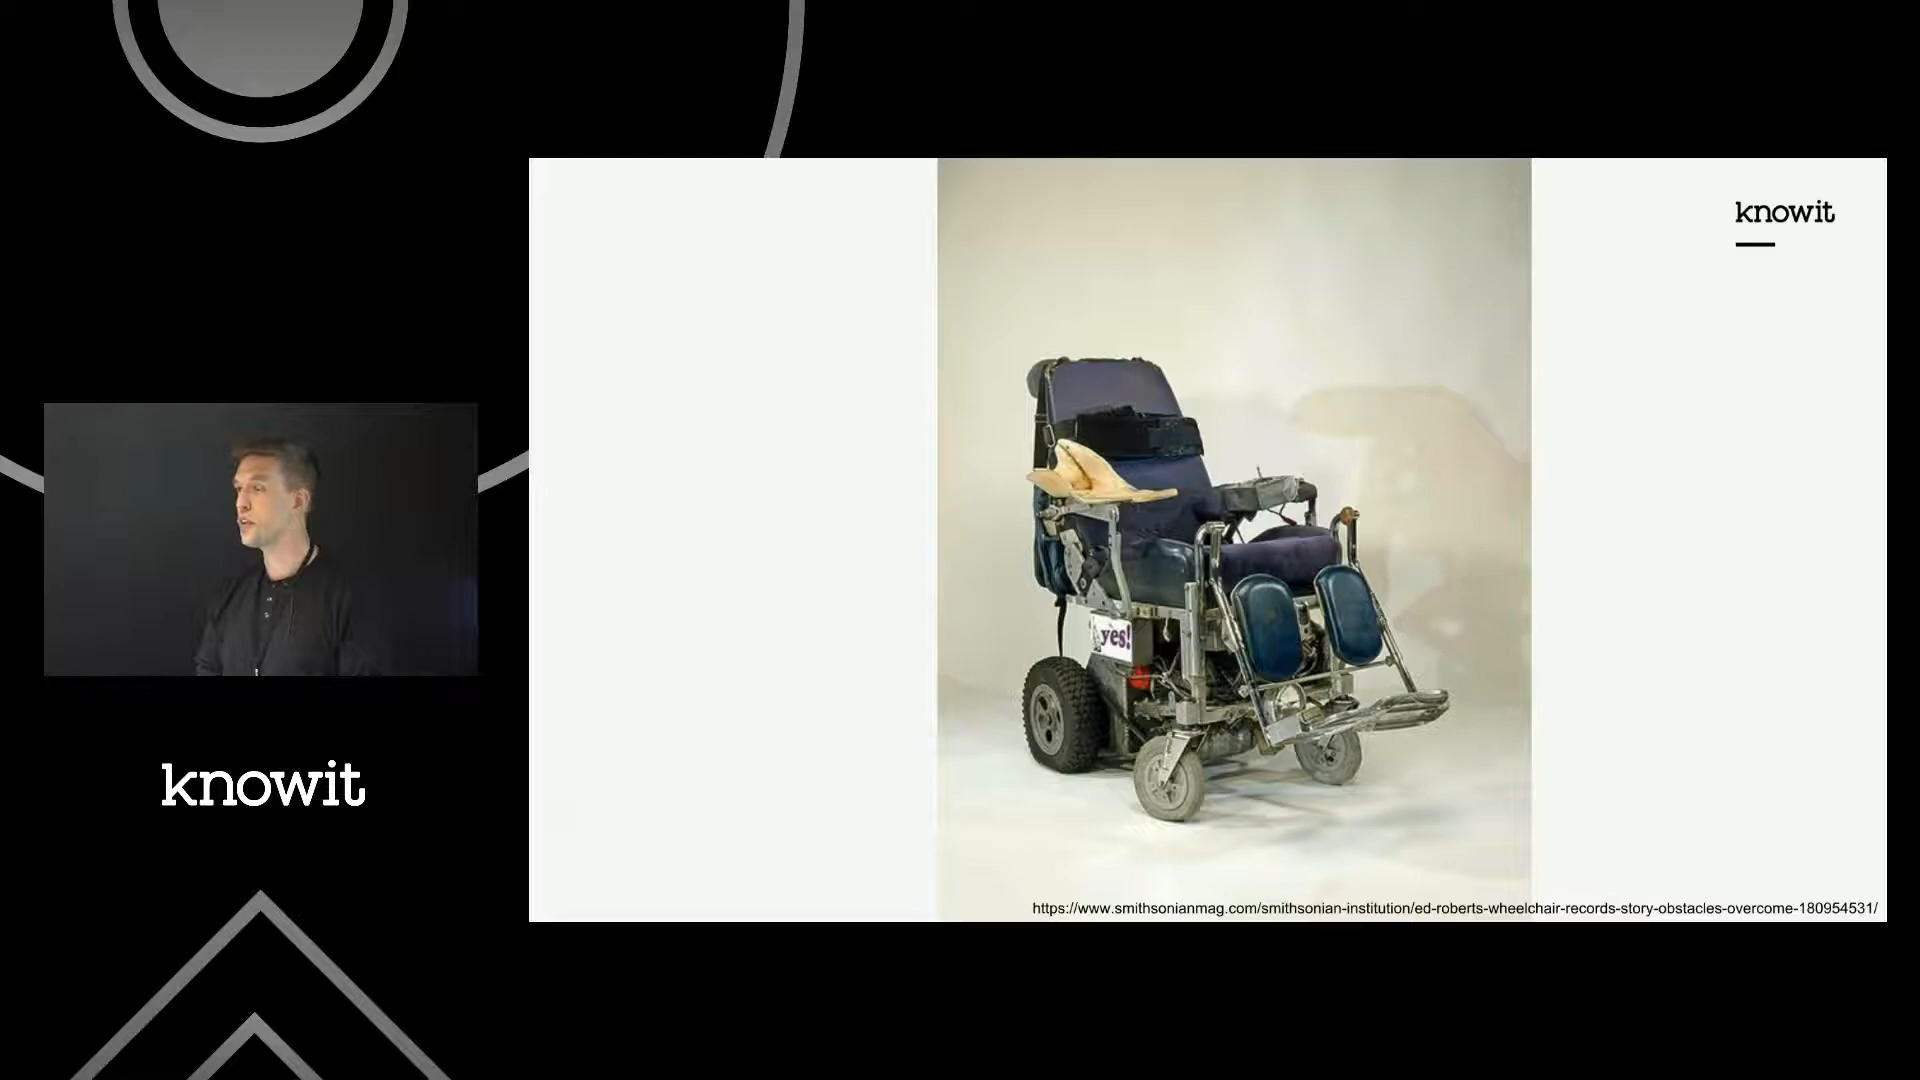 knowit
yes!
https://www.smithsonianmag.com/smithsonian-institution/ed-roberts-wheelchair-records-story-obstacles-overcome-180954531/
knowit